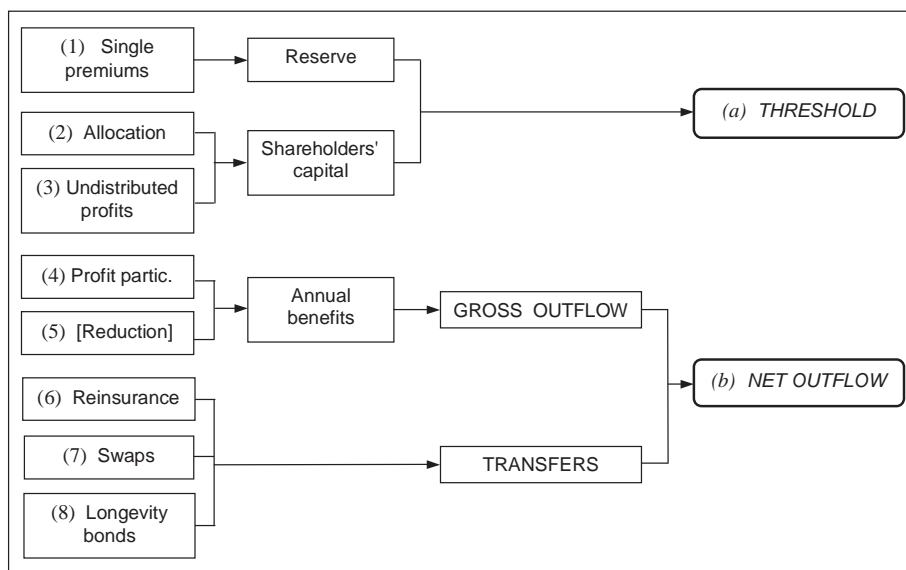 (1) Single
premiums
Reserve
(a) THRESHOLD
(2) Allocation
Shareholders'
capital
(3) Undistributed
profits
(4) Profit partic.
Annual
benefits
GROSS OUTFLOW
(5) [Reduction]
(b) NET OUTFLOW
(6) Reinsurance
(7) Swaps
TRANSFERS
(8) Longevity
bonds